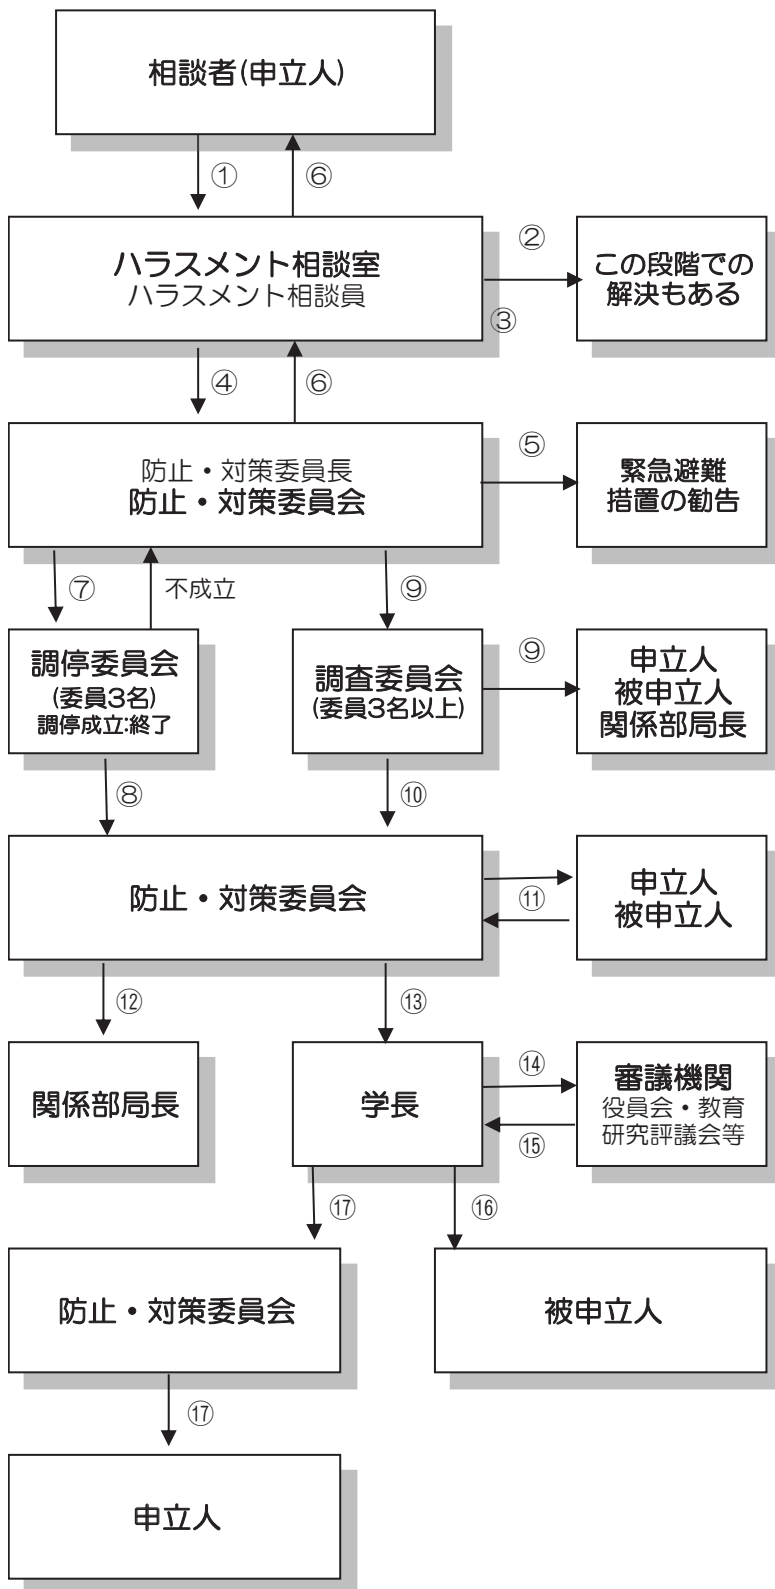 相談者(申立人)
①
⑥
ハラスメント相談室
ハラスメント相談員
②
③
この段階での
解決もある
④
⑥
防止・対策委員長
防止・対策委員会
⑤
緊急避難
措置の勧告
⑦
不成立
⑨
調停委員会
(委員3名)
調停成立:終了
調査委員会
(委員3名以上)
⑨
申立人
被申立人
関係部局長
⑧
⑩
防止・対策委員会
⑪
申立人
被申立人
⑫
⑬
関係部局長
学長
⑭
⑮
審議機関
役員会・教育
研究評議会等
⑰
⑯
防止・対策委員会
被申立人
⑰
申立人